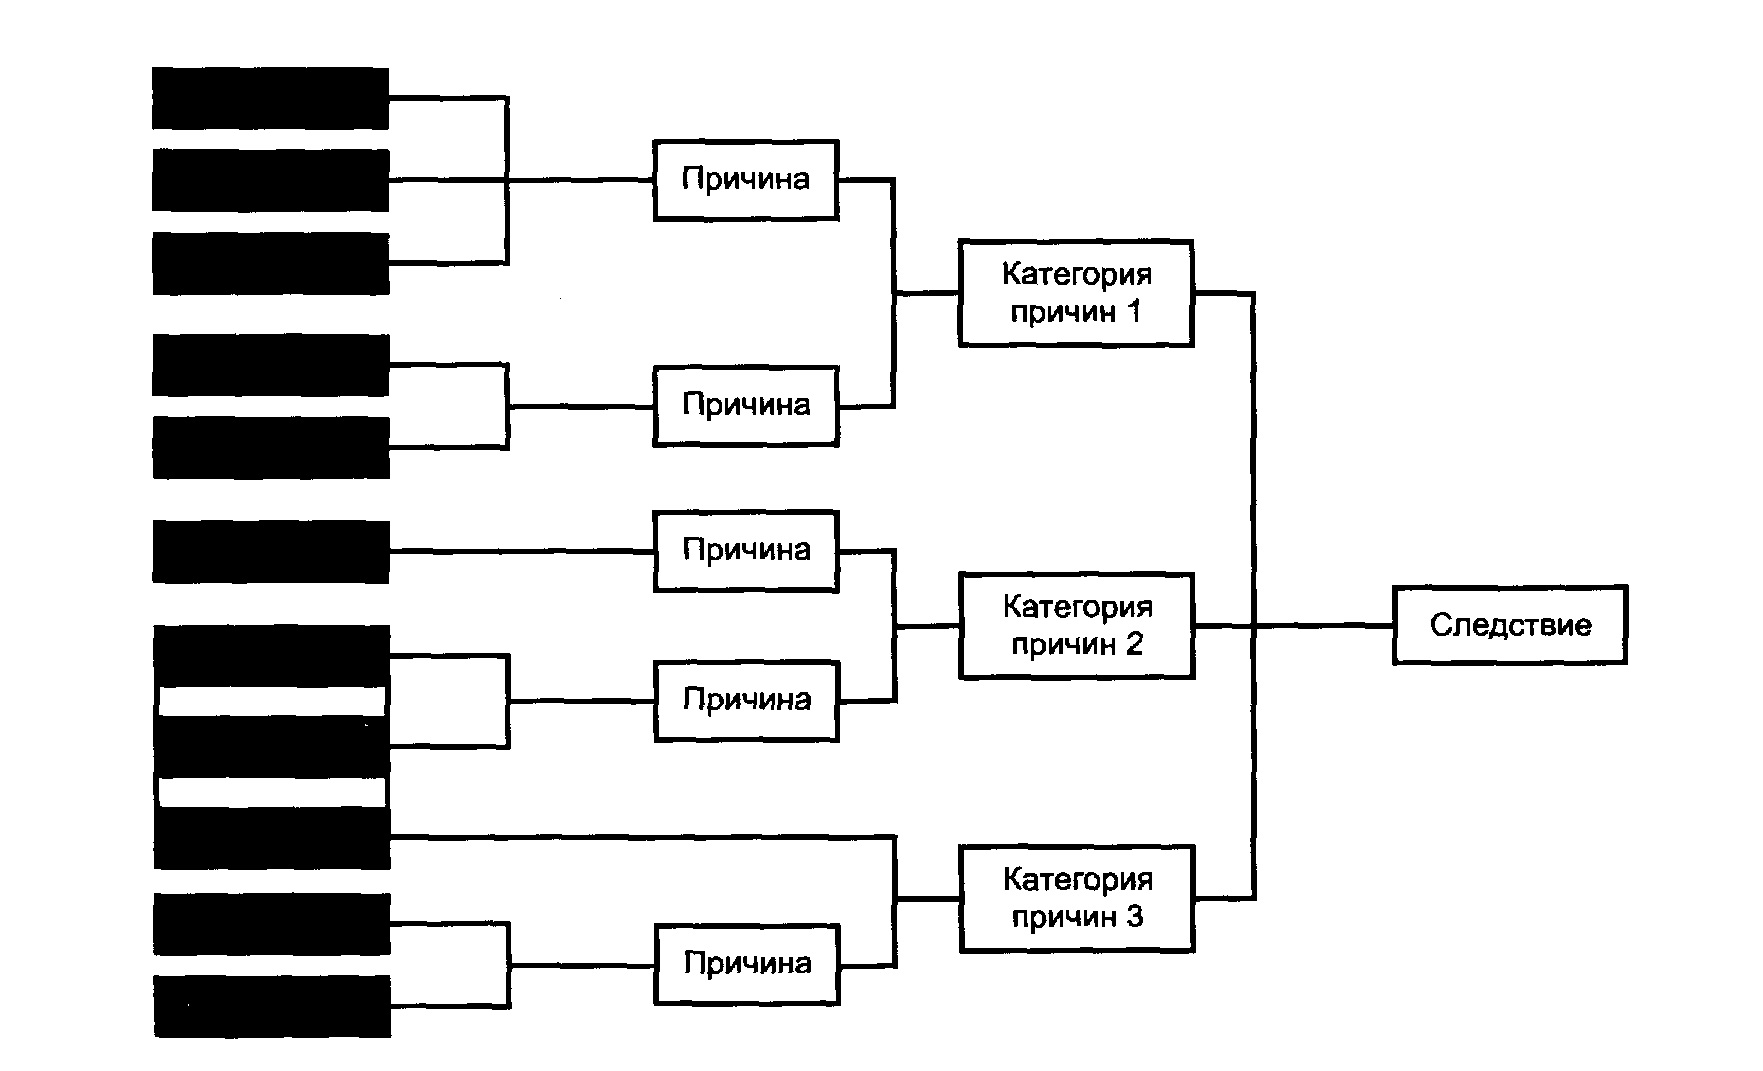 Причина
Категория
причин 1
Причина
Причина
Категория
причин 2
Следствие
Причина
Категория
причин 3
Причина